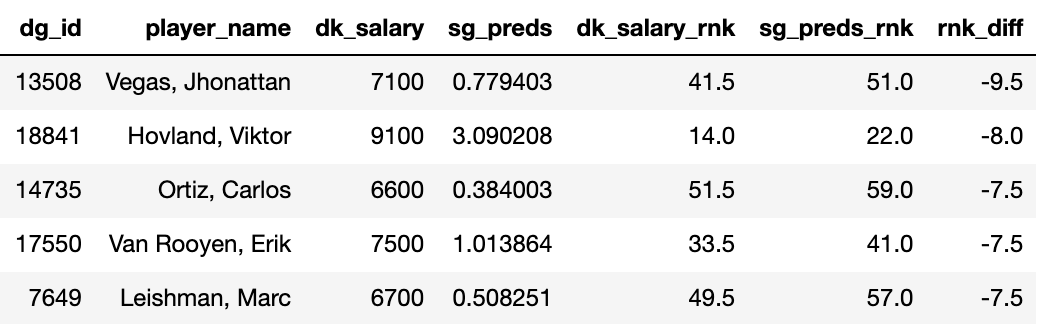 dg_id player_name dk_salary sg_preds dk_salary_rnk sg_preds_rnk rnk_diff
13508 Vegas, Jhonattan 7100 0.779403 41.5 51.0 -9.5
18841 Hovland, Viktor 9100 3.090208 14.0 22.0 -8.0
14735 Ortiz, Carlos 6600 0.384003 51.5 59.0 -7.5
17550 Van Rooyen, Erik 7500 1.013864 33.5 41.0 -7.5
7649 Leishman, Marc 6700 0.508251 49.5 57.0 -7.5